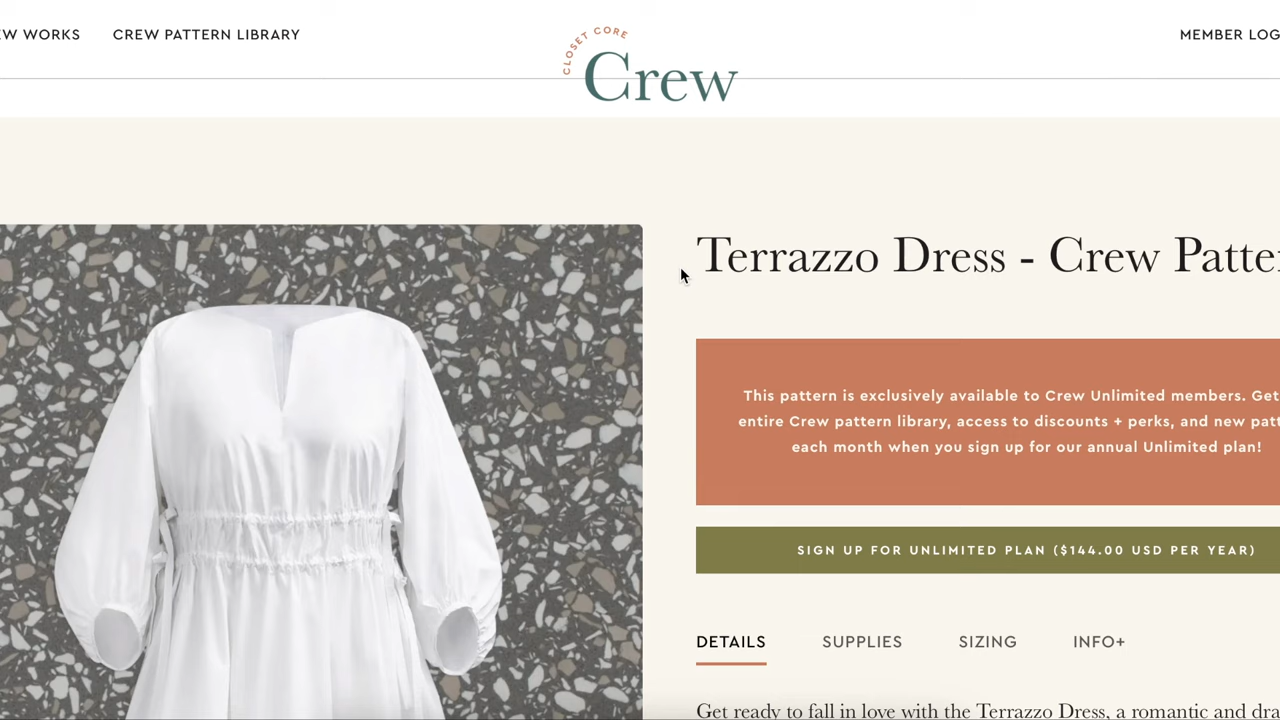 EW WORKS CREW PATTERN LIBRARY
CLOSET CORE
Crew
MEMBER LOG
Terrazzo Dress - Crew Patte
This pattern is exclusively available to Crew Unlimited members. Get
entire Crew pattern library, access to discounts + perks, and new patt
each month when you sign up for our annual Unlimited plan!
SIGN UP FOR UNLIMITED PLAN ($144.00 USD PER YEAR)
DETAILS SUPPLIES SIZING INFO+
Get ready to fall in love with the Terrazzo Dress, a romantic and dra